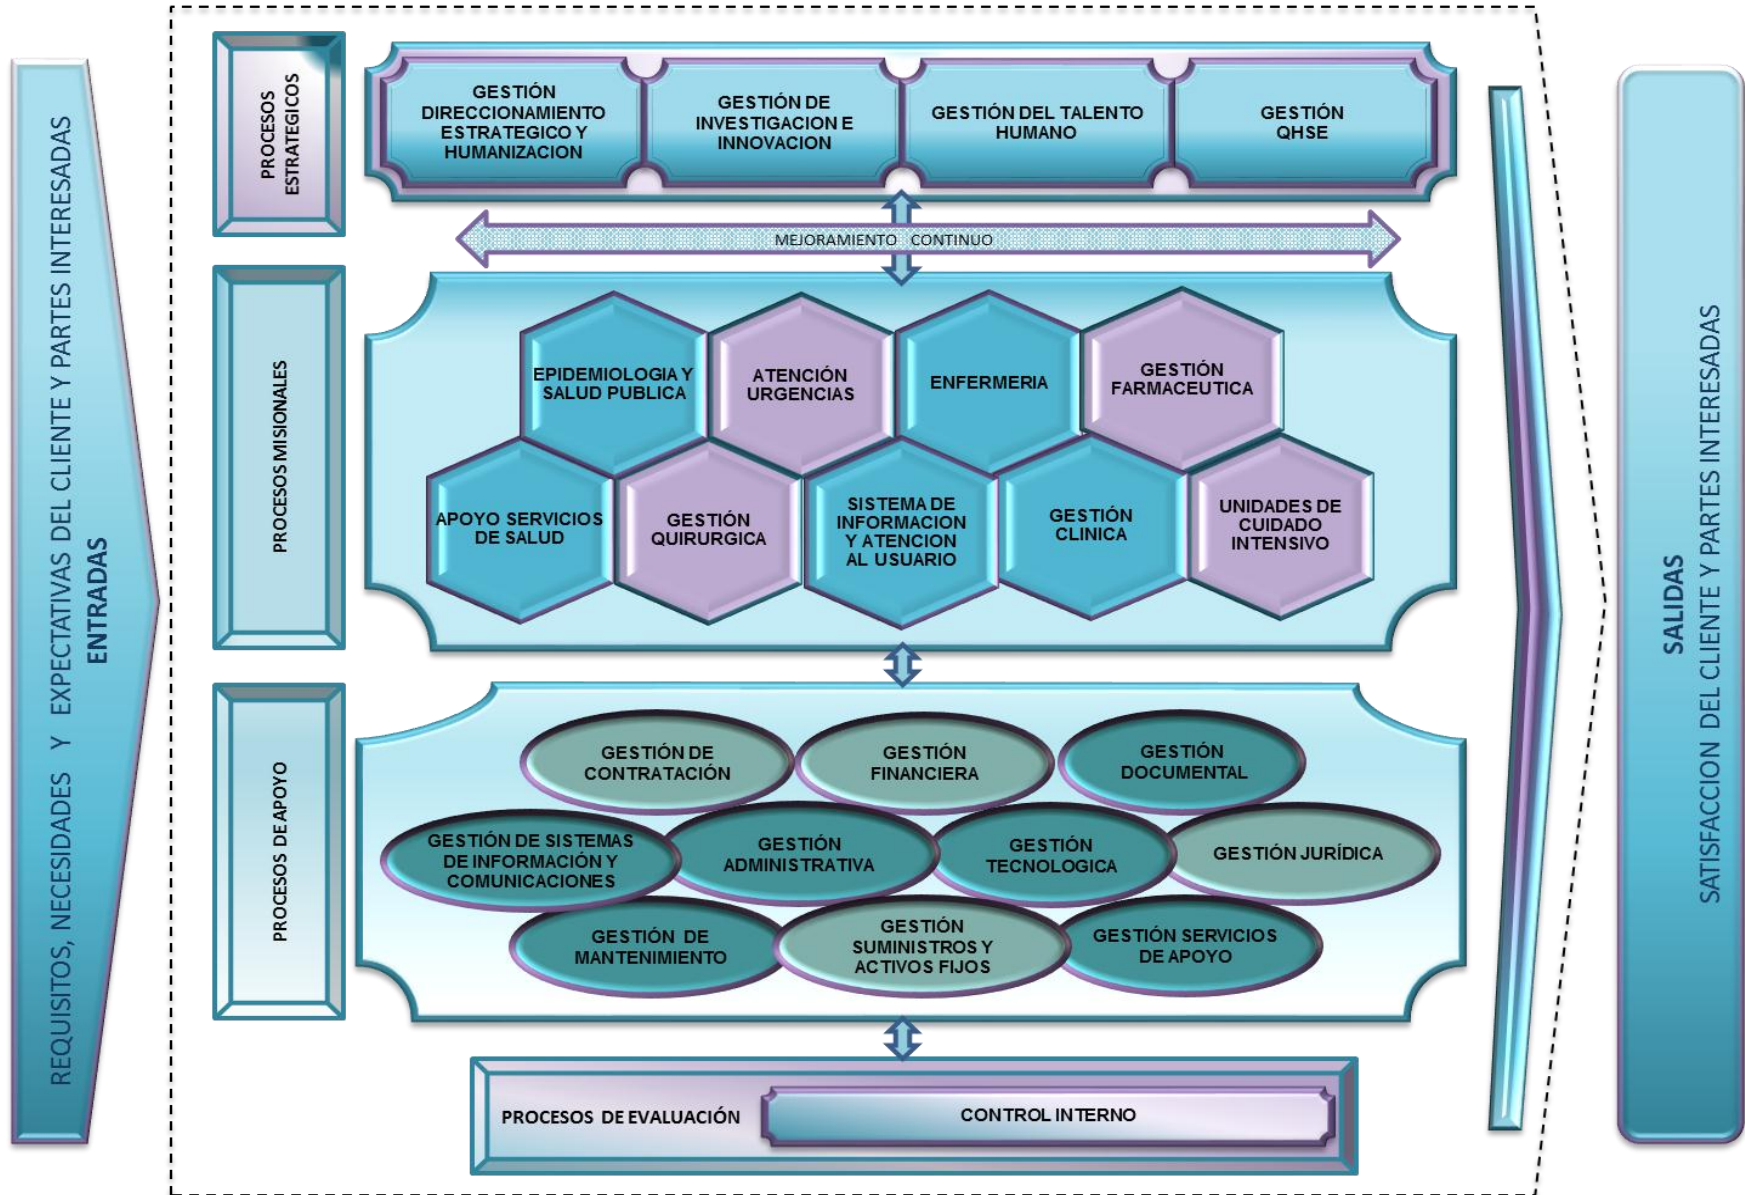 REQUISITOS, NECESIDADES Y EXPECTATIVAS DEL CLIENTE Y PARTES INTERESADAS
ENTRADAS
PROCESOS
ESTRATEGICOS
GESTIÓN
DIRECCIONAMIENTO
ESTRATEGICO Y
HUMANIZACION
GESTIÓN DE
INVESTIGACION E
INNOVACION
GESTIÓN DEL TALENTO
HUMANO
GESTIÓN
QHSE
MEJORAMIENTO CONTINUO
PROCESOS MISIONALES
EPIDEMIOLOGIA Y
SALUD PUBLICA
ATENCIÓN
URGENCIAS
ENFERMERIA
GESTIÓN
FARMACEUTICA
APOYO SERVICIOS
DE SALUD
GESTIÓN
QUIRURGICA
SISTEMA DE
INFORMACION
Y ATENCION
AL USUARIO
GESTIÓN
CLINICA
UNIDADES DE
CUIDADO
INTENSIVO
PROCESOS DE APOYO
GESTIÓN DE
CONTRATACIÓN
GESTIÓN
FINANCIERA
GESTIÓN
DOCUMENTAL
GESTIÓN DE SISTEMAS
DE INFORMACIÓN Y
COMUNICACIONES
GESTIÓN
ADMINISTRATIVA
GESTIÓN
TECNOLOGICA
GESTIÓN JURÍDICA
GESTIÓN DE
MANTENIMIENTO
GESTIÓN
SUMINISTROS Y
ACTIVOS FIJOS
GESTIÓN SERVICIOS
DE APOYO
PROCESOS DE EVALUACIÓN
CONTROL INTERNO
SALIDAS
SATISFACCION DEL CLIENTE Y PARTES INTERESADAS